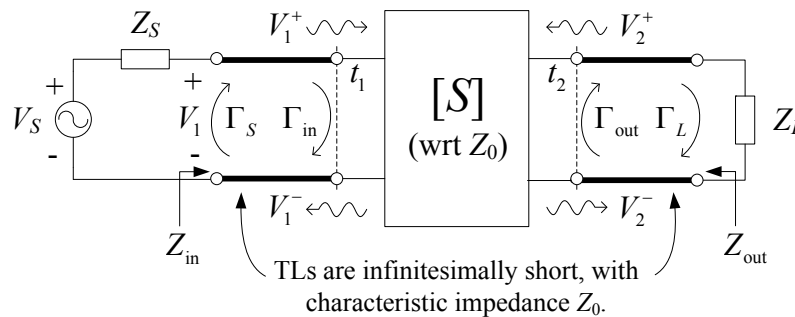 Z_S
V_1^+
V_2^+
+
+
t_1
t_2
[S]
(wrt Z_0)
V_S
V_1
Γ_S
Γ_in
Γ_out
Γ_L
-
-
V_1^-
V_2^-
Z_in
Z_out
TLs are infinitesimally short, with
characteristic impedance Z_0.